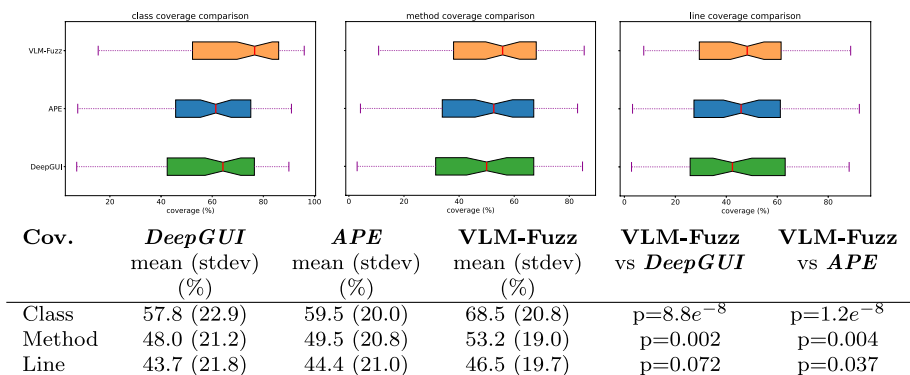 class coverage comparison
method coverage comparison
line coverage comparison
VLM-Fuzz
APE
DeepGUI
20 40 60 80 100
0 20 40 60 80
0 20 40 60 80
coverage (%)
coverage (%)
coverage (%)
Cov. DeepGUI APE VLM-Fuzz VLM-Fuzz VLM-Fuzz
mean (stdev) mean (stdev) mean (stdev) vs DeepGUI vs APE
(%) (%) (%)
Class 57.8 (22.9) 59.5 (20.0) 68.5 (20.8) p=8.8e−8 p=1.2e−8
Method 48.0 (21.2) 49.5 (20.8) 53.2 (19.0) p=0.002 p=0.004
Line 43.7 (21.8) 44.4 (21.0) 46.5 (19.7) p=0.072 p=0.037